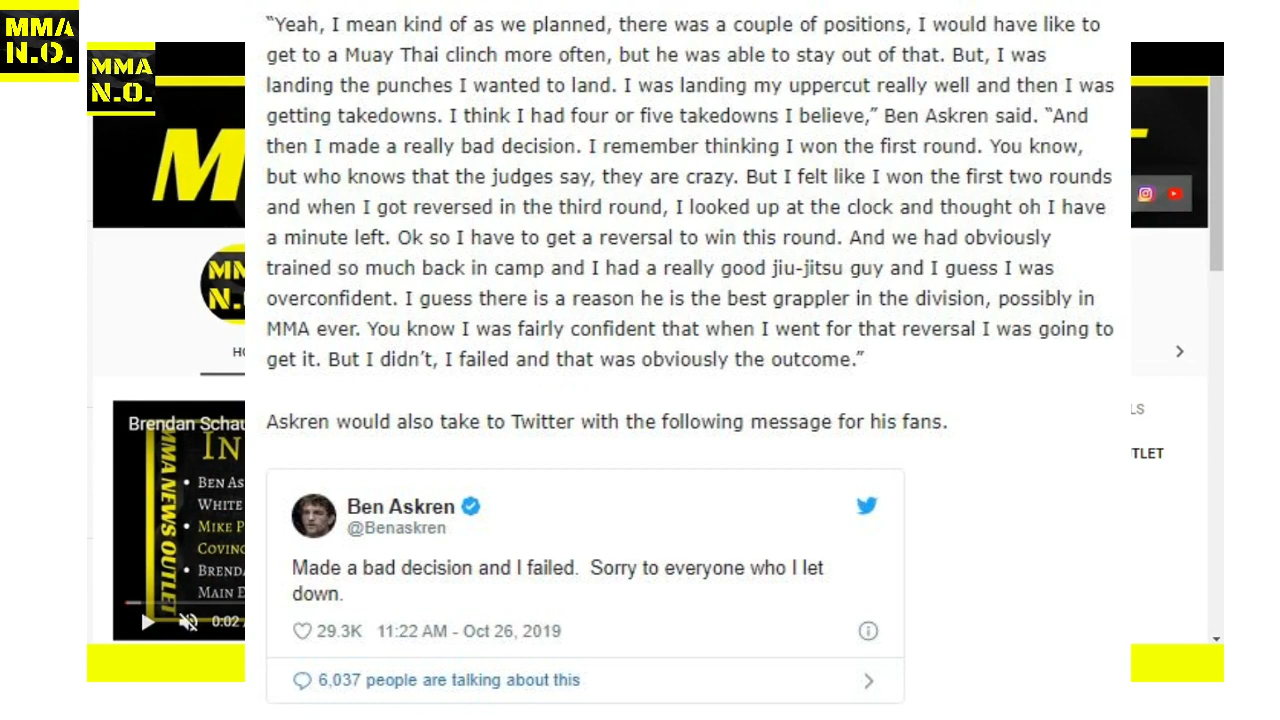 MMA
N.O.
MMA
N.O.
“Yeah, I mean kind of as we planned, there was a couple of positions, I would have like to
get to a Muay Thai clinch more often, but he was able to stay out of that. But, I was
landing the punches I wanted to land. I was landing my uppercut really well and then I was
getting takedowns. I think I had four or five takedowns I believe,” Ben Askren said. “And
then I made a really bad decision. I remember thinking I won the first round. You know,
but who knows that the judges say, they are crazy. But I felt like I won the first two rounds
and when I got reversed in the third round, I looked up at the clock and thought oh I have
a minute left. Ok so I have to get a reversal to win this round. And we had obviously
trained so much back in camp and I had a really good jiu-jitsu guy and I guess I was
overconfident. I guess there is a reason he is the best grappler in the division, possibly in
MMA ever. You know I was fairly confident that when I went for that reversal I was going to
get it. But I didn’t, I failed and that was obviously the outcome.”
Askren would also take to Twitter with the following message for his fans.
Ben Askren
@Benaskren
Made a bad decision and I failed. Sorry to everyone who I let
down.
29.3K 11:22 AM - Oct 26, 2019
6,037 people are talking about this
M
HO
Brendan Schau
MMA NEWS OUTLET
IN
BEN AS
WHITE
MIKE P
COVING
BRENDA
MAIN E
0:02
LS
TLET